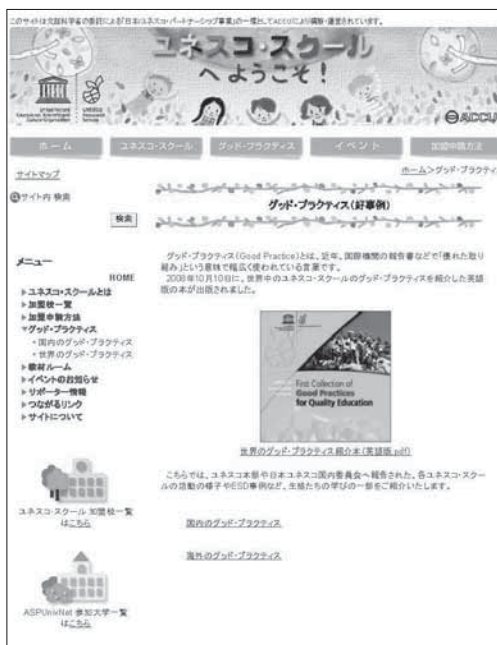 このサイトは文部科学省の委託による「日本/ユネスコ・パートナーシップ事業」の一環としてACCUにより構築・運営されています。
ユネスコ・スクール
へようこそ!
ACCU
ホーム
ユネスコ・スクール
グッド・プラクティス
イベント
加盟申請方法
サイトマップ
ホーム>グッド・プラクティ
サイト内 検索
検索
グッド・プラクティス(好事例)
メニュー
HOME
ユネスコ・スクールとは
加盟校一覧
加盟申請方法
グッド・プラクティス
・国内のグッド・プラクティス
・世界のグッド・プラクティス
教材ルーム
イベントのお知らせ
リポーター情報
つながるリンク
サイトについて
ユネスコ・スクール 加盟校一覧
はこちら
ASPUnivNet 参加大学一覧
はこちら
グッド・プラクティス(Good Practice)とは、近年、国際機関の報告書などで「優れた取り
組み」という意味で幅広く使われている言葉です。
2008年10月10日に、世界中のユネスコ・スクールのグッド・プラクティスを紹介した英語
版の本が出版されました。
First Collection of
Good Practices
for Quality Education
世界のグッド・プラクティス紹介本(英語版.pdf)
こちらでは、ユネスコ本部や日本ユネスコ国内委員会へ報告された、各ユネスコ・スクー
ルの活動の様子やESD事例など、生徒たちの学びの一部をご紹介いたします。
国内のグッド・プラクティス
海外のグッド・プラクティス